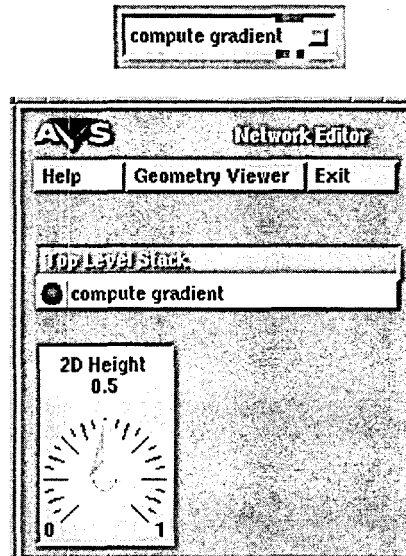 compute gradient
AVS
Network Editor
Help Geometry Viewer Exit
Top Level Stack
compute gradient
2D Height
0.5
0 1